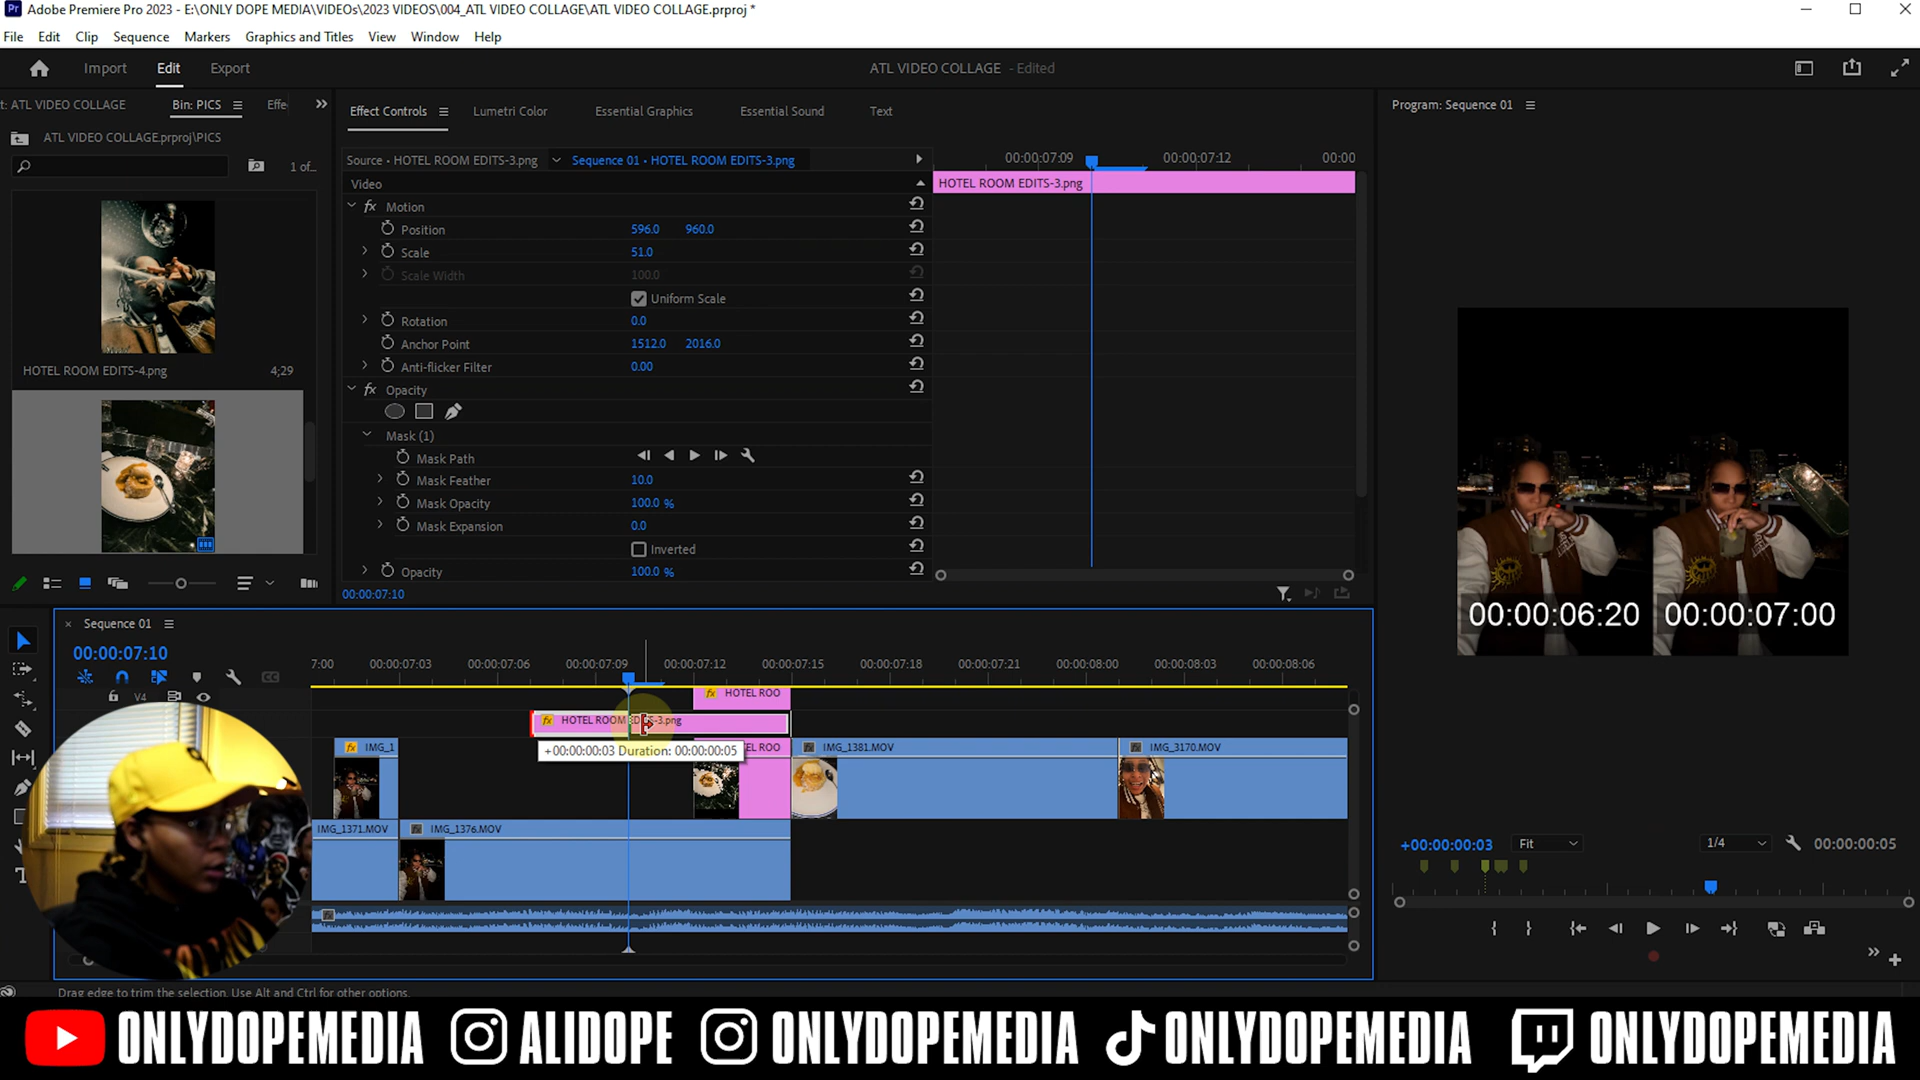 Pr Adobe Premiere Pro 2023 - E:\ONLY DOPE MEDIA\VIDEOs\2023 VIDEOS\004_ATL VIDEO COLLAGE\ATL VIDEO COLLAGE.prproj *
File Edit Clip Sequence Markers Graphics and Titles View Window Help
Import Edit Export
ATL VIDEO COLLAGE - Edited
t: ATL VIDEO COLLAGE Bin: PICS Effe
ATL VIDEO COLLAGE.prproj\PICS
1 of...
HOTEL ROOM EDITS-4.png 4;29
Effect Controls Lumetri Color Essential Graphics Essential Sound Text
Source • HOTEL ROOM EDITS-3.png Sequence 01 • HOTEL ROOM EDITS-3.png
00:00:07:09 00:00:07:12 00:00
Video
HOTEL ROOM EDITS-3.png
fx Motion
Position 596.0 960.0
Scale 51.0
Scale Width 100.0
Uniform Scale
Rotation 0.0
Anchor Point 1512.0 2016.0
Anti-flicker Filter 0.00
fx Opacity
Mask (1)
Mask Path
Mask Feather 10.0
Mask Opacity 100.0 %
Mask Expansion 0.0
Inverted
Opacity 100.0 %
00:00:07:10
Program: Sequence 01
00:00:06:20 00:00:07:00
+00:00:00:03 Fit 1/4 00:00:00:05
Sequence 01
00:00:07:10
7:00 00:00:07:03 00:00:07:06 00:00:07:09 00:00:07:12 00:00:07:15 00:00:07:18 00:00:07:21 00:00:08:00 00:00:08:03 00:00:08:06
V4
fx HOTEL ROO
fx HOTEL ROOM EDITS-3.png
+00:00:00:03 Duration: 00:00:00:05
fx IMG_1 EL ROO fx IMG_1381.MOV fx IMG_3170.MOV
IMG_1371.MOV fx IMG_1376.MOV
fx
Drag edge to trim the selection. Use Alt and Ctrl for other options.
ONLYDOPEMEDIA ALIDOPE ONLYDOPEMEDIA ONLYDOPEMEDIA ONLYDOPEMEDIA